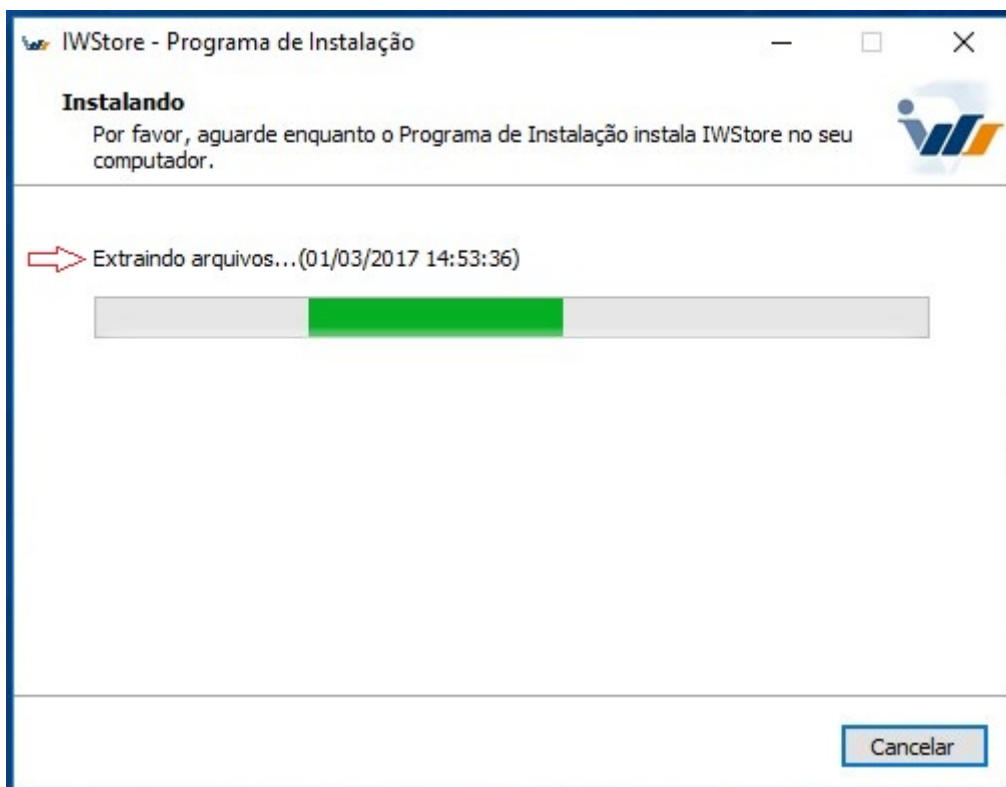 IWStore - Programa de Instalação
Instalando
Por favor, aguarde enquanto o Programa de Instalação instala IWStore no seu
computador.
Extraindo arquivos...(01/03/2017 14:53:36)
Cancelar